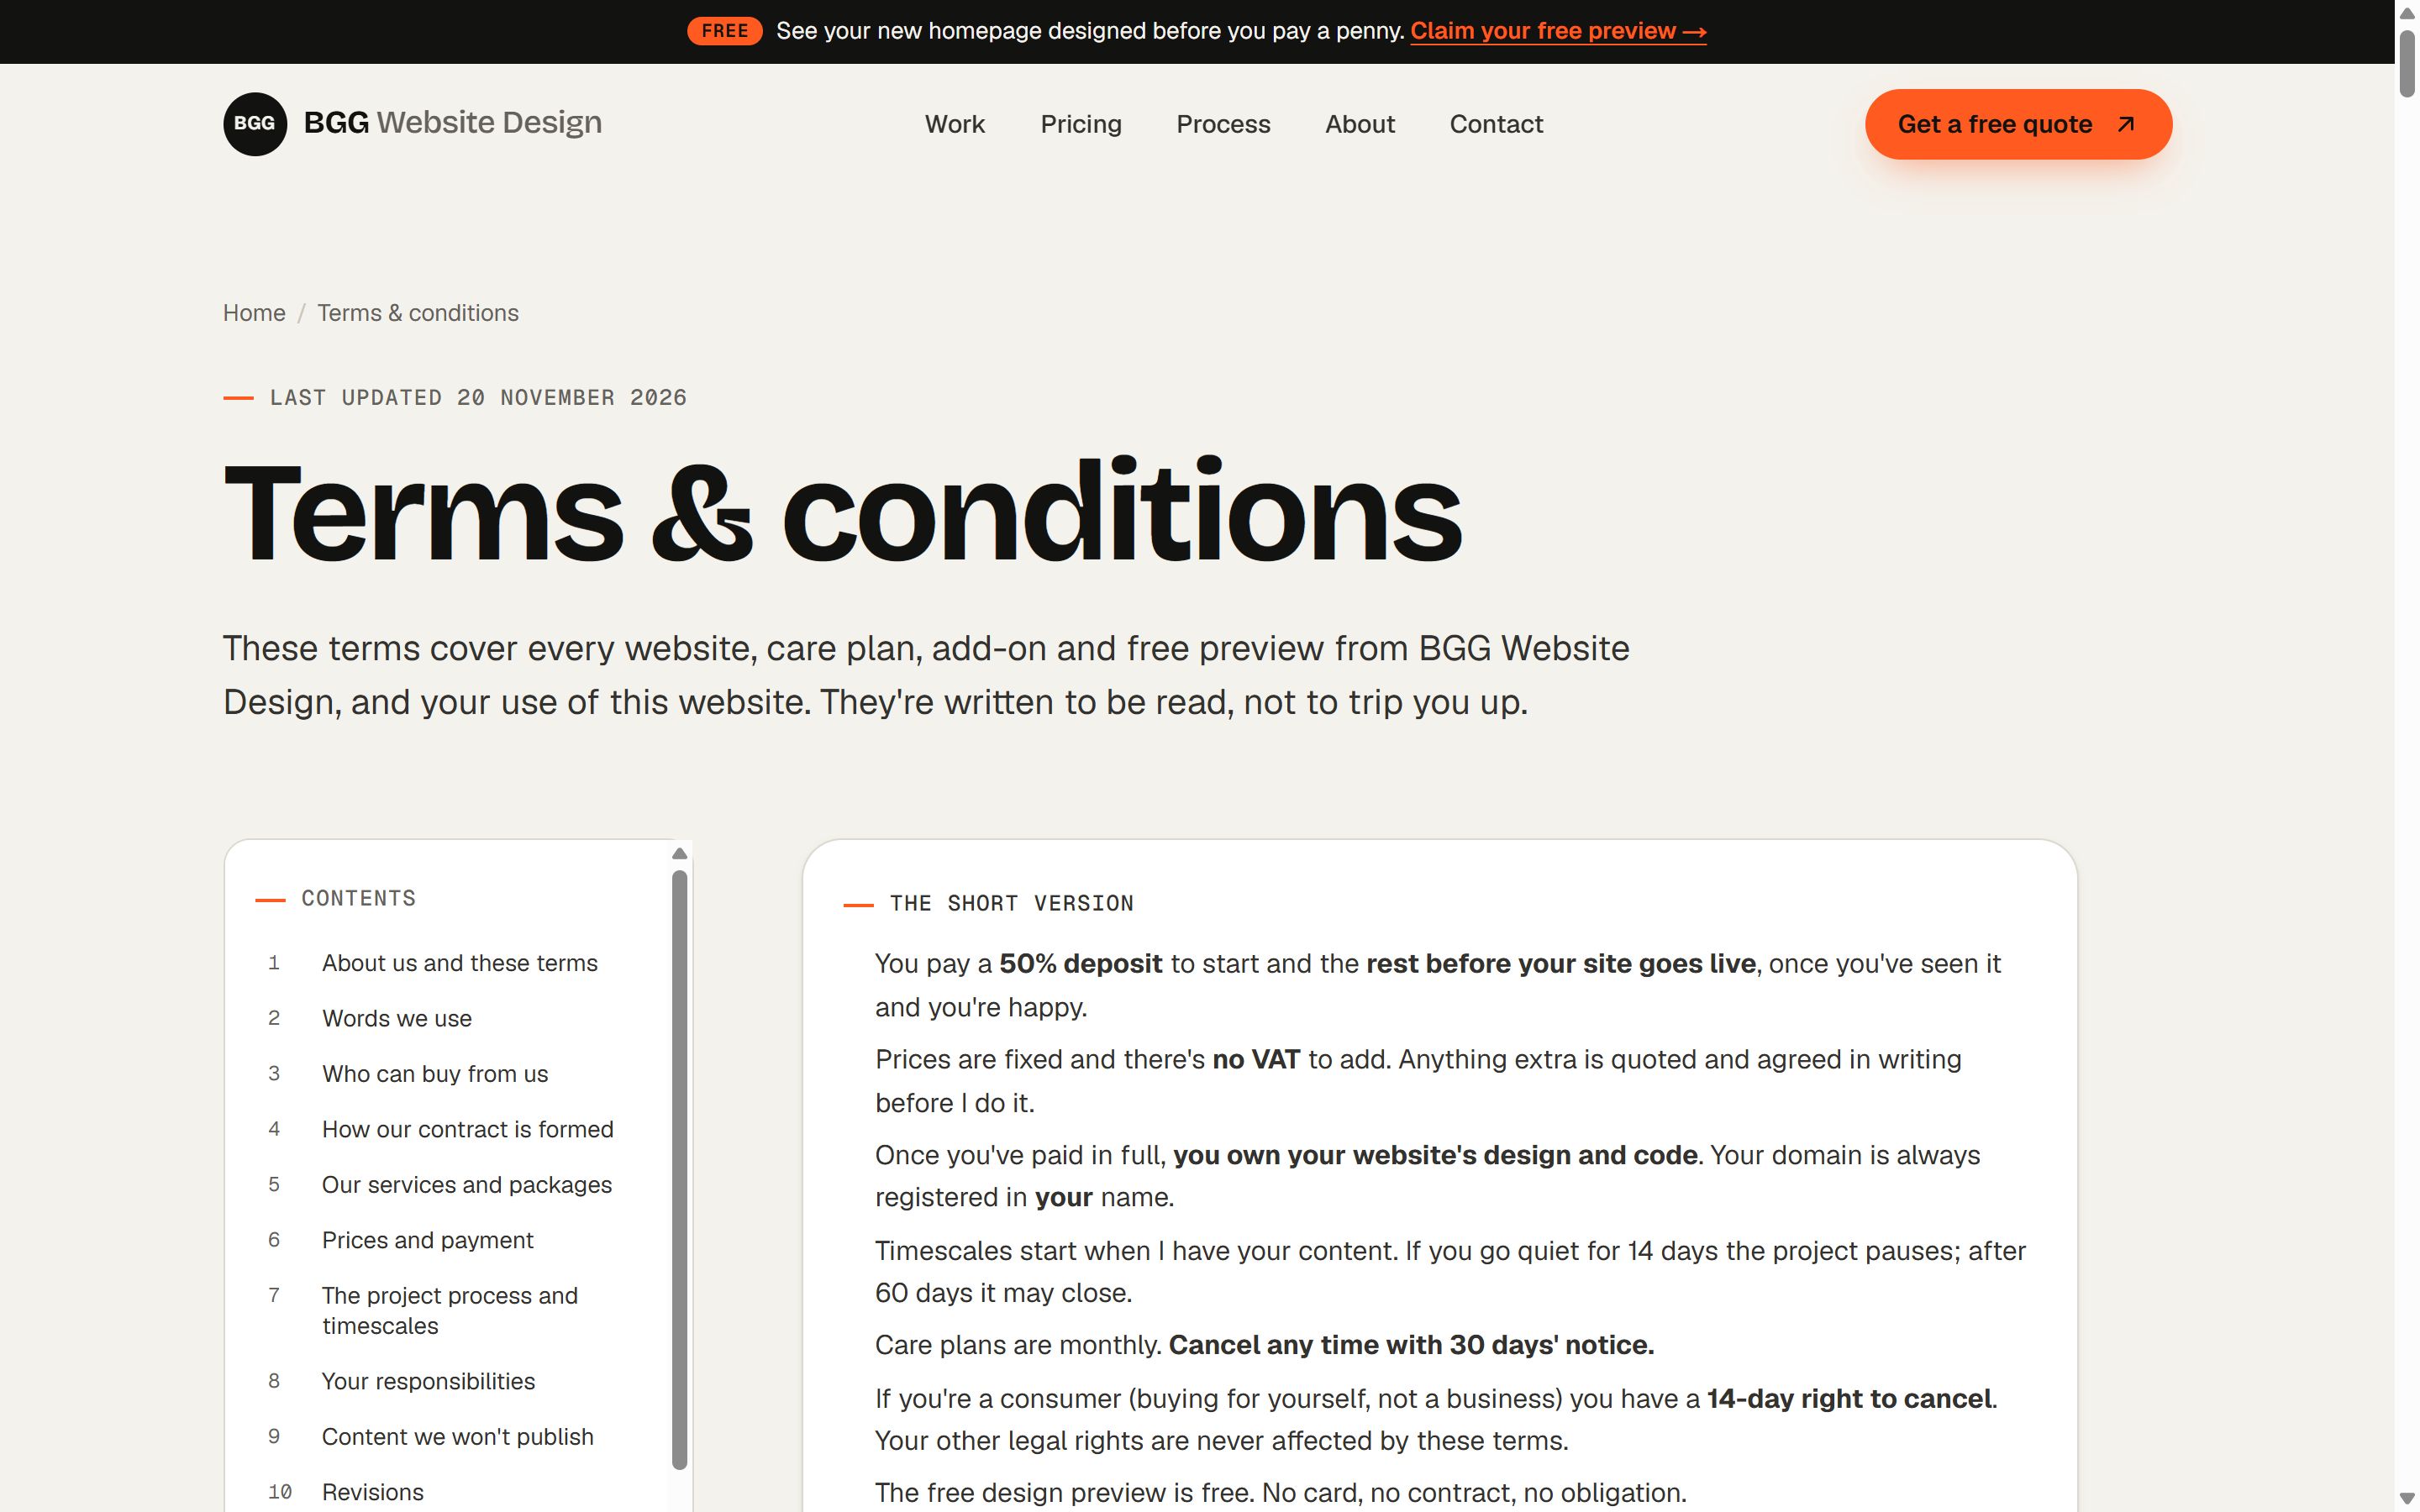 FREE See your new homepage designed before you pay a penny. Claim your free preview →
BGG BGG Website Design
Work Pricing Process About Contact
Get a free quote ↗
Home / Terms & conditions
LAST UPDATED 20 NOVEMBER 2026
Terms & conditions
These terms cover every website, care plan, add-on and free preview from BGG Website
Design, and your use of this website. They're written to be read, not to trip you up.
CONTENTS
1 About us and these terms
2 Words we use
3 Who can buy from us
4 How our contract is formed
5 Our services and packages
6 Prices and payment
7 The project process and
timescales
8 Your responsibilities
9 Content we won't publish
10 Revisions
THE SHORT VERSION
You pay a 50% deposit to start and the rest before your site goes live, once you've seen it
and you're happy.
Prices are fixed and there's no VAT to add. Anything extra is quoted and agreed in writing
before I do it.
Once you've paid in full, you own your website's design and code. Your domain is always
registered in your name.
Timescales start when I have your content. If you go quiet for 14 days the project pauses; after
60 days it may close.
Care plans are monthly. Cancel any time with 30 days' notice.
If you're a consumer (buying for yourself, not a business) you have a 14-day right to cancel.
Your other legal rights are never affected by these terms.
The free design preview is free. No card, no contract, no obligation.